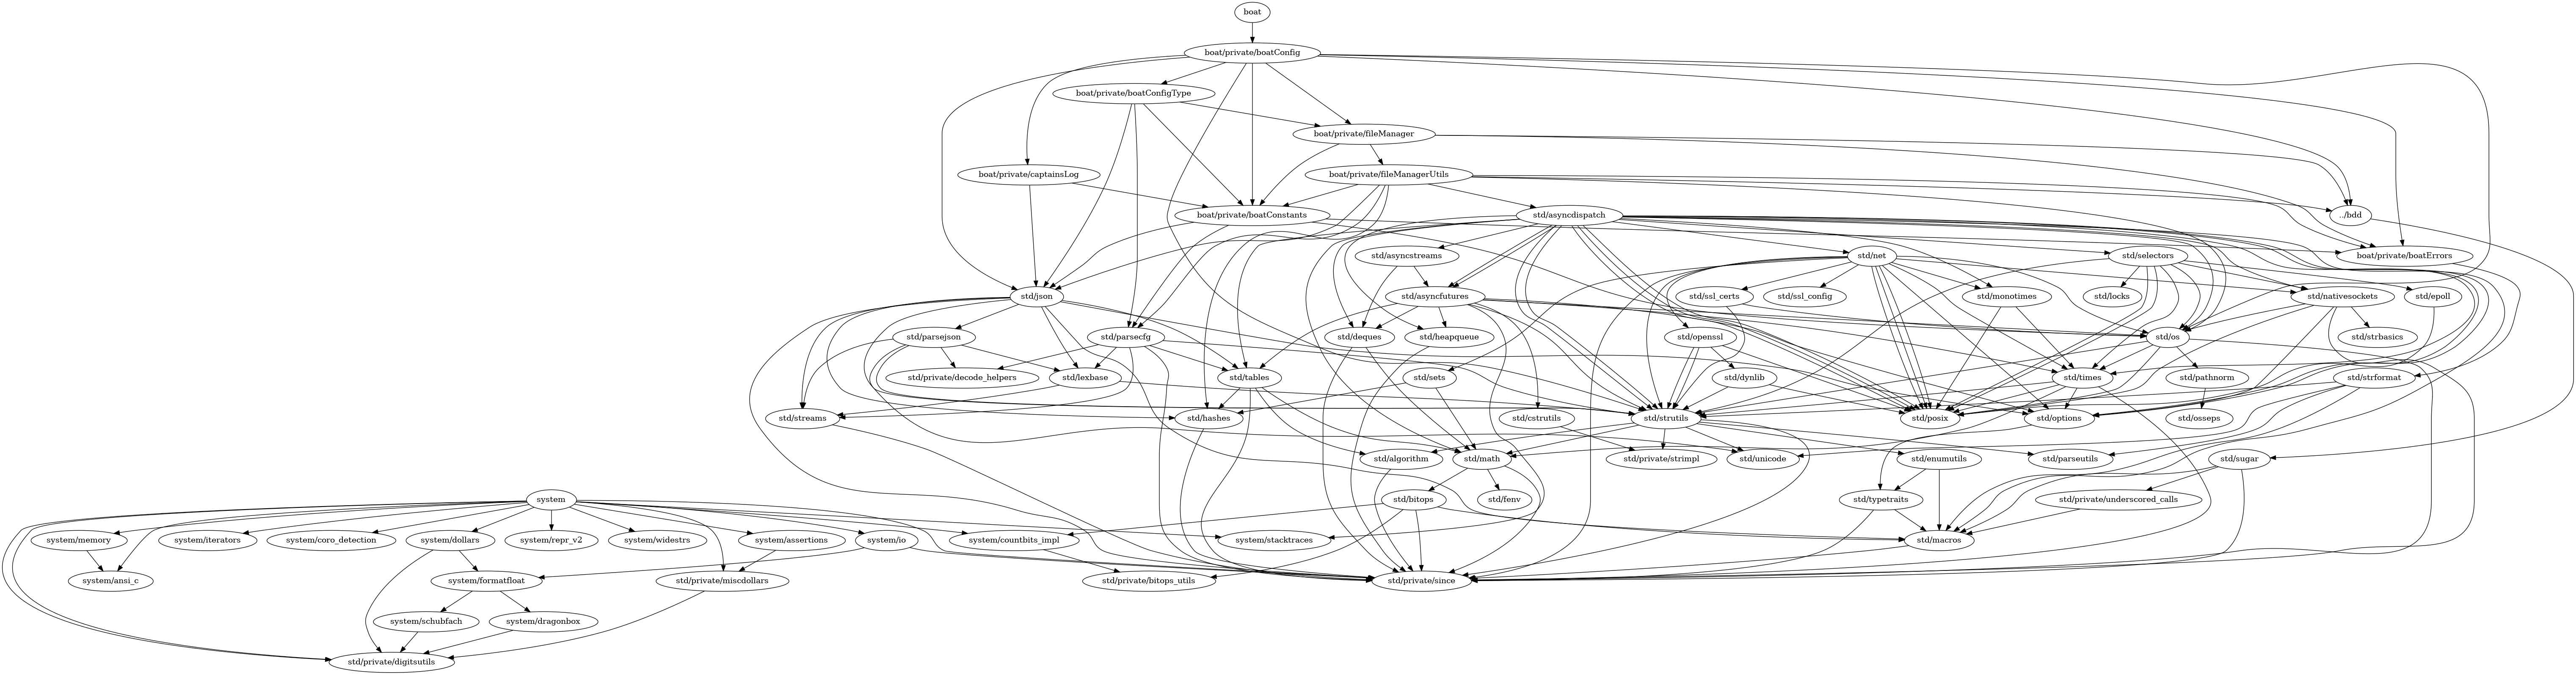 boat
boat/private/boatConfig
boat/private/boatConfigType
boat/private/fileManager
boat/private/captainsLog
boat/private/fileManagerUtils
boat/private/boatConstants
std/asyncdispatch
../bdd
std/asyncstreams
std/net
std/selectors
boat/private/boatErrors
std/json
std/asyncfutures
std/ssl_certs
std/ssl_config
std/monotimes
std/locks
std/nativesockets
std/epoll
std/parsejson
std/parsecfg
std/deques
std/heapqueue
std/openssl
std/os
std/strbasics
std/private/decode_helpers
std/lexbase
std/tables
std/sets
std/dynlib
std/times
std/pathnorm
std/strformat
std/streams
std/hashes
std/cstrutils
std/strutils
std/posix
std/options
std/osseps
std/algorithm
std/math
std/private/strimpl
std/unicode
std/enumutils
std/parseutils
std/sugar
system
std/bitops
std/fenv
std/typetraits
std/private/underscored_calls
system/memory
system/iterators
system/coro_detection
system/dollars
system/repr_v2
system/widestrs
system/assertions
system/io
system/countbits_impl
system/stacktraces
std/macros
system/ansi_c
system/formatfloat
std/private/miscdollars
std/private/bitops_utils
std/private/since
system/schubfach
system/dragonbox
std/private/digitsutils